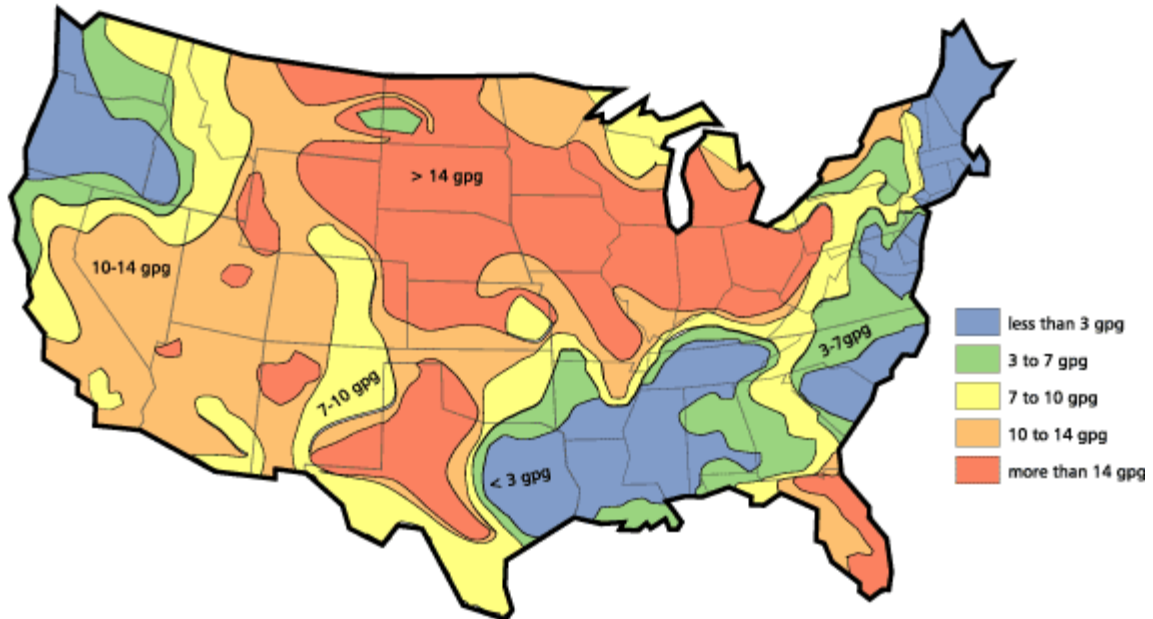 > 14 gpg
10-14 gpg
3-7gpg
7-10 gpg
< 3 gpg
less than 3 gpg
3 to 7 gpg
7 to 10 gpg
10 to 14 gpg
more than 14 gpg